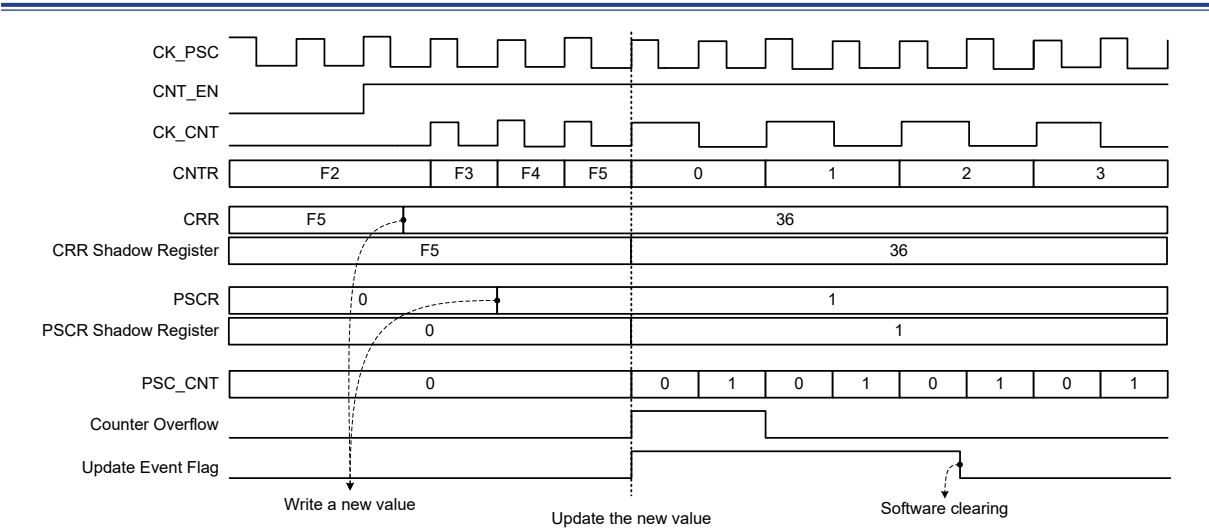 CK_PSC
CNT_EN
CK_CNT
CNTR F2 F3 F4 F5 0 1 2 3
CRR F5 36
CRR Shadow Register F5 36
PSCR 0 1
PSCR Shadow Register 0 1
PSC_CNT 0 0 1 0 1 0 1 0 1
Counter Overflow
Update Event Flag
Write a new value
Update the new value
Software clearing